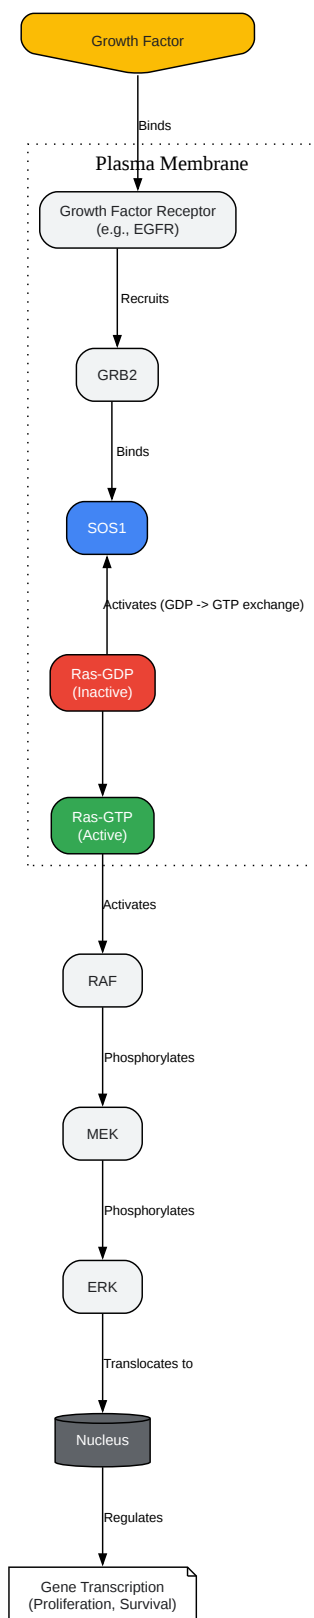 Growth Factor
Binds
Plasma Membrane
Growth Factor Receptor
(e.g., EGFR)
Recruits
GRB2
Binds
SOS1
Activates (GDP -> GTP exchange)
Ras-GDP
(Inactive)
Ras-GTP
(Active)
Activates
RAF
Phosphorylates
MEK
Phosphorylates
ERK
Translocates to
Nucleus
Regulates
Gene Transcription
(Proliferation, Survival)